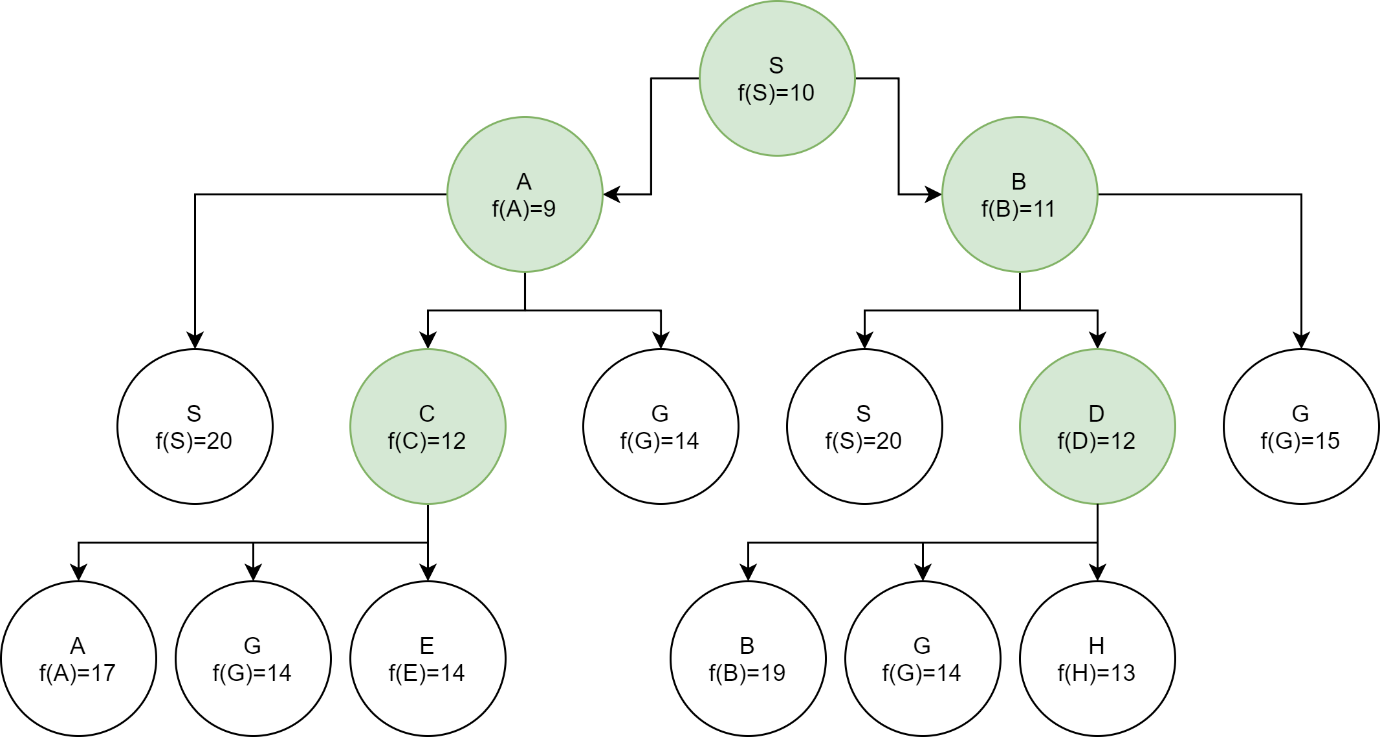 S
f(S)=10
A
f(A)=9
B
f(B)=11
S
f(S)=20
C
f(C)=12
G
f(G)=14
S
f(S)=20
D
f(D)=12
G
f(G)=15
A
f(A)=17
G
f(G)=14
E
f(E)=14
B
f(B)=19
G
f(G)=14
H
f(H)=13